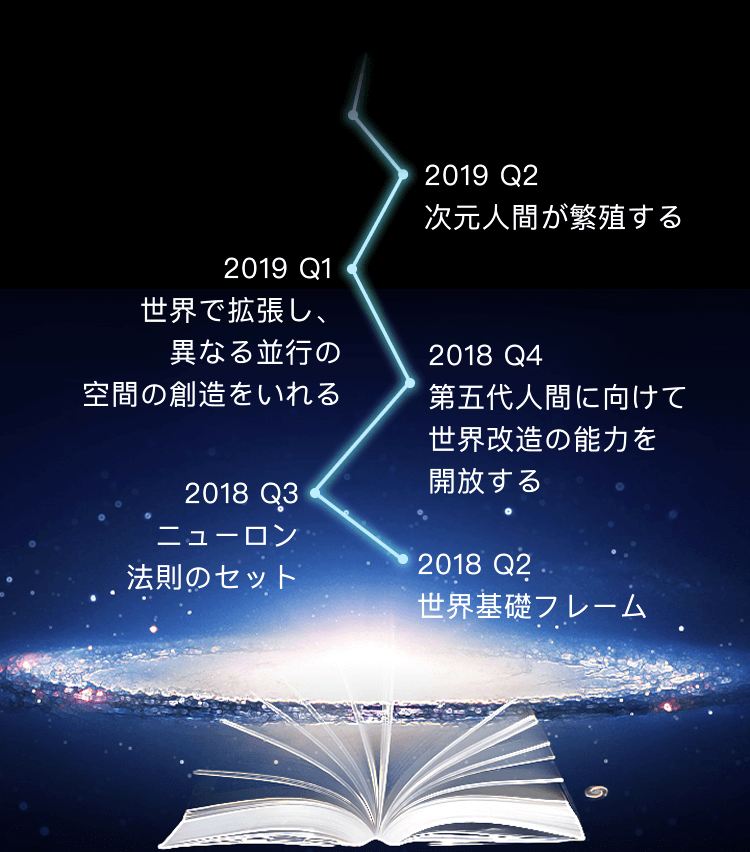 2019 Q2
次元人間が繁殖する
2019 Q1
世界で拡張し、
異なる並行の
空間の創造をいれる
2018 Q4
第五代人間に向けて
世界改造の能力を
開放する
2018 Q3
ニューロン
法則のセット
2018 Q2
世界基礎フレーム